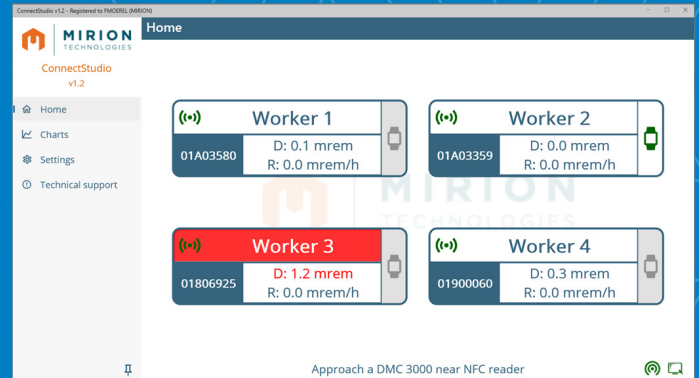 ConnectStudio v1.2 - Registered to FMOEREL (MIRION)
MIRION
TECHNOLOGIES
ConnectStudio
v1.2
Home
Charts
Settings
Technical support
Home
Worker 1
01A03580
D: 0.1 mrem
R: 0.0 mrem/h
Worker 2
01A03359
D: 0.0 mrem
R: 0.0 mrem/h
MIRION
TECHNOLOGIES
Worker 3
01806925
D: 1.2 mrem
R: 0.0 mrem/h
Worker 4
01900060
D: 0.3 mrem
R: 0.0 mrem/h
Approach a DMC 3000 near NFC reader